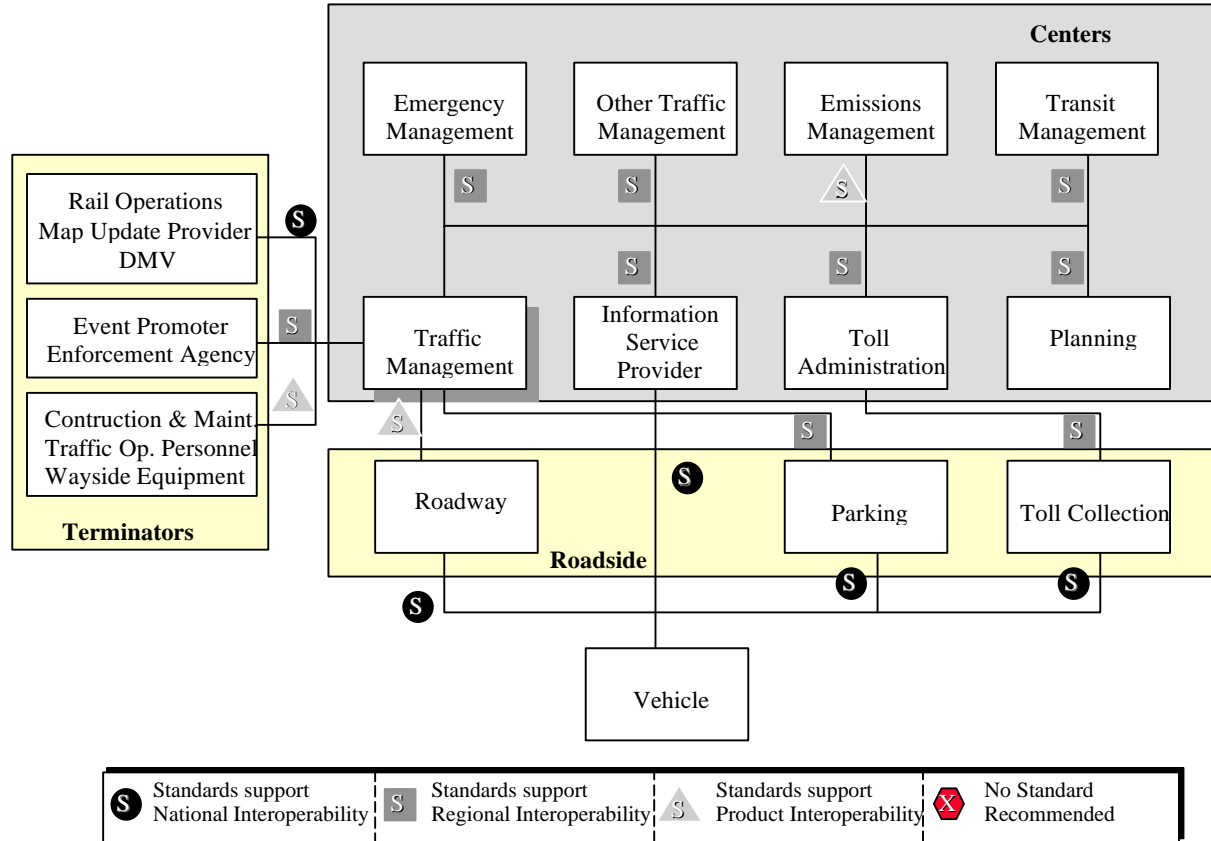 Centers
Emergency
Management
Other Traffic
Management
Emissions
Management
Transit
Management
S
S
S
S
Rail Operations
Map Update Provider
DMV
S
Event Promoter
Enforcement Agency
S
Contruction & Maint.
Traffic Op. Personnel
Wayside Equipment
S
Terminators
S
S
S
Traffic
Management
Information
Service
Provider
Toll
Administration
Planning
S
S
S
Roadway
S
Parking
Toll Collection
Roadside
S
S
S
Vehicle
S
Standards support
National Interoperability
S
Standards support
Regional Interoperability
S
Standards support
Product Interoperability
X
No Standard
Recommended